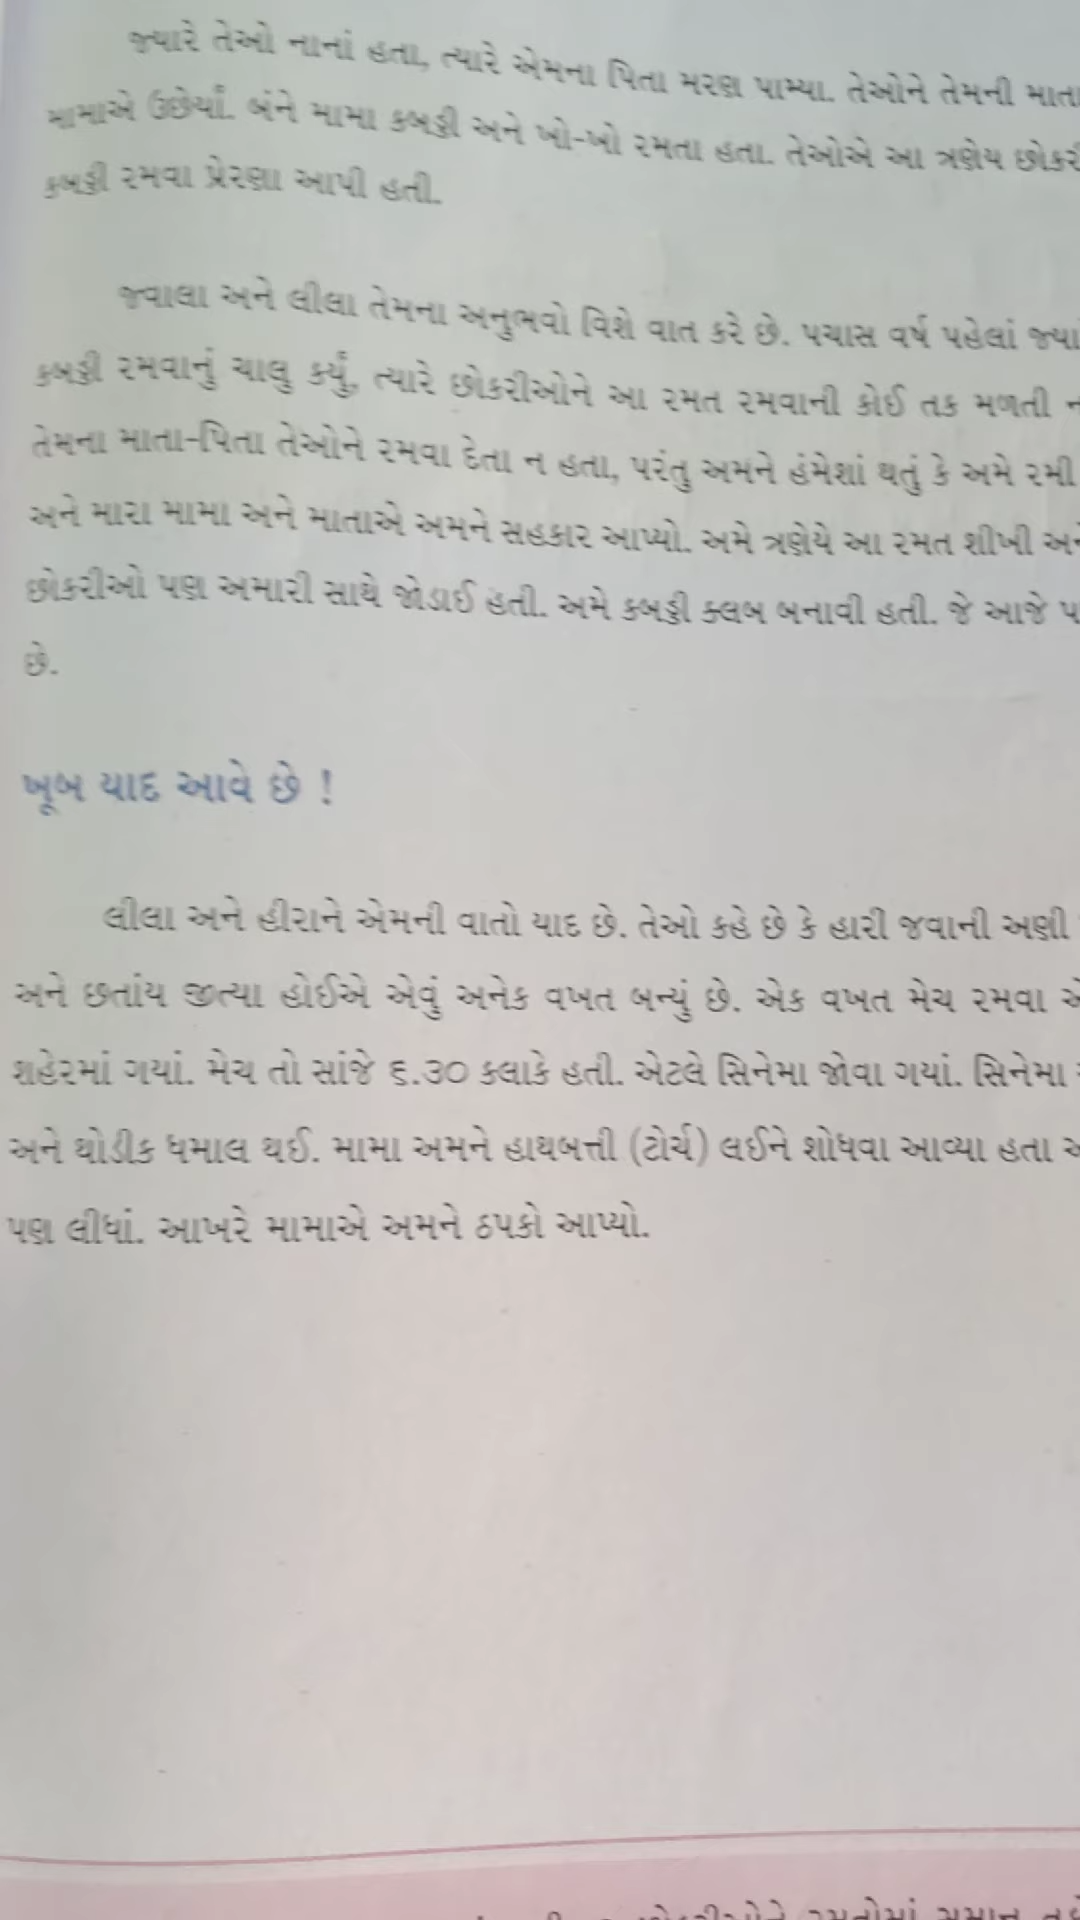 જ્યારે તેઓ નાનાં હતા, ત્યારે એમના પિતા મરણ પામ્યા. તેઓને તેમની માતા
મામાએ ઉછેર્યાં. બંને મામા કબડ્ડી અને ખો-ખો રમતા હતા. તેઓએ આ ત્રણેય
કબડ્ડી રમવા પ્રેરણા આપી હતી.
જ્વાલા અને લીલા તેમના અનુભવો વિશે વાત કરે છે. પચાસ વર્ષ પહેલાં
કબડ્ડી રમવાનું ચાલુ કર્યું, ત્યારે છોકરીઓને આ રમત રમવાની કોઈ તક મળતી
તેમના માતા-પિતા તેઓને રમવા દેતા ન હતા, પરંતુ અમને હંમેશાં થતું કે અમે રમી
અને મારા મામા અને માતાએ અમને સહકાર આપ્યો. અમે ત્રણેયે આ રમત શીખી
છોકરીઓ પણ અમારી સાથે જોડાઈ હતી. અમે કબડ્ડી ક્લબ બનાવી હતી. જે આજે
છે.
ખૂબ યાદ આવે છે !
લીલા અને હીરાને એમની વાતો યાદ છે. તેઓ કહે છે કે હારી જવાની અણી
અને છતાંય જીત્યા હોઈએ એવું અનેક વખત બન્યું છે. એક વખત મેચ રમવા
શહેરમાં ગયાં. મેચ તો સાંજે ૬.૩૦ કલાકે હતી. એટલે સિનેમા જોવા ગયાં. સિનેમા
અને થોડીક ધમાલ થઈ. મામા અમને હાથબત્તી (ટોર્ચ) લઈને શોધવા આવ્યા હતા
પણ લીધાં. આખરે મામાએ અમને ઠપકો આપ્યો.